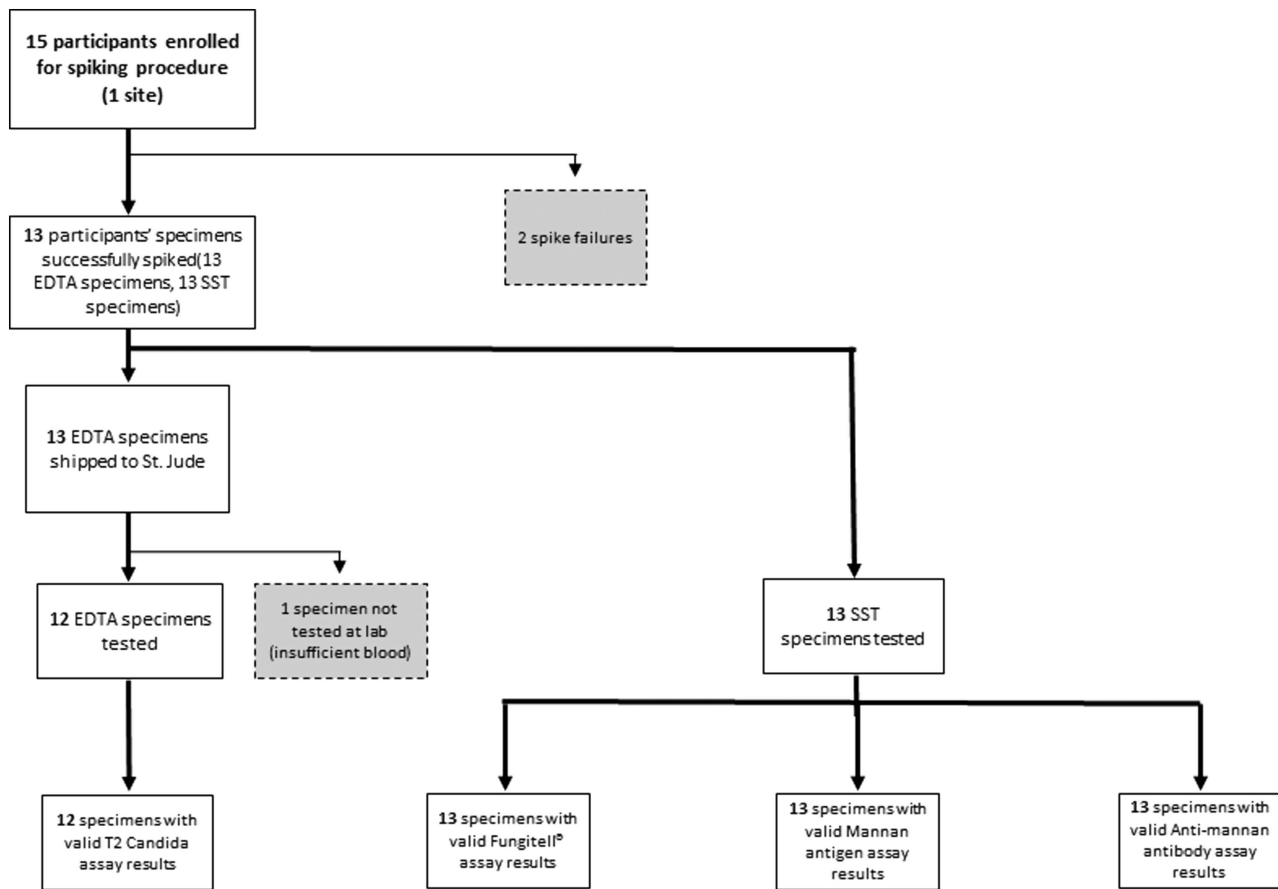 15 participants enrolled
for spiking procedure
(1 site)
2 spike failures
13 participants’ specimens
successfully spiked(13
EDTA specimens, 13 SST
specimens)
13 EDTA specimens
shipped to St. Jude
12 EDTA specimens
tested
1 specimen not
tested at lab
(insufficient blood)
13 SST
specimens tested
12 specimens with
valid T2 Candida
assay results
13 specimens with
valid Fungitell®
assay results
13 specimens with
valid Mannan
antigen assay
results
13 specimens with
valid Anti-mannan
antibody assay
results